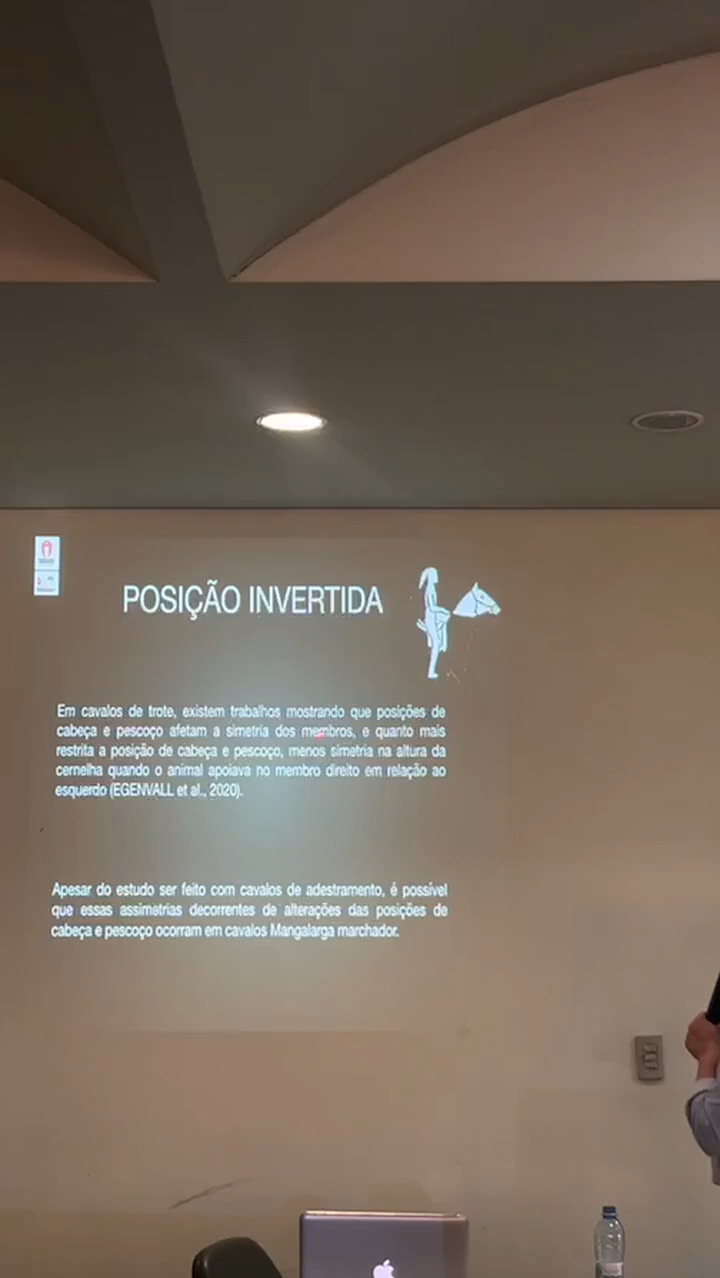 POSIÇÃO INVERTIDA
Em cavalos de trote, existem trabalhos mostrando que posições de
cabeça e pescoço afetam a simetria dos membros, e quanto mais
restrita a posição de cabeça e pescoço, menos simetria na altura da
cernelha quando o animal apoiava no membro direito em relação ao
esquerdo (EGENVALL et al., 2020).
Apesar do estudo ser feito com cavalos de adestramento, é possível
que essas assimetrias decorrentes de alterações das posições de
cabeça e pescoço ocorram em cavalos Mangalarga marchador.